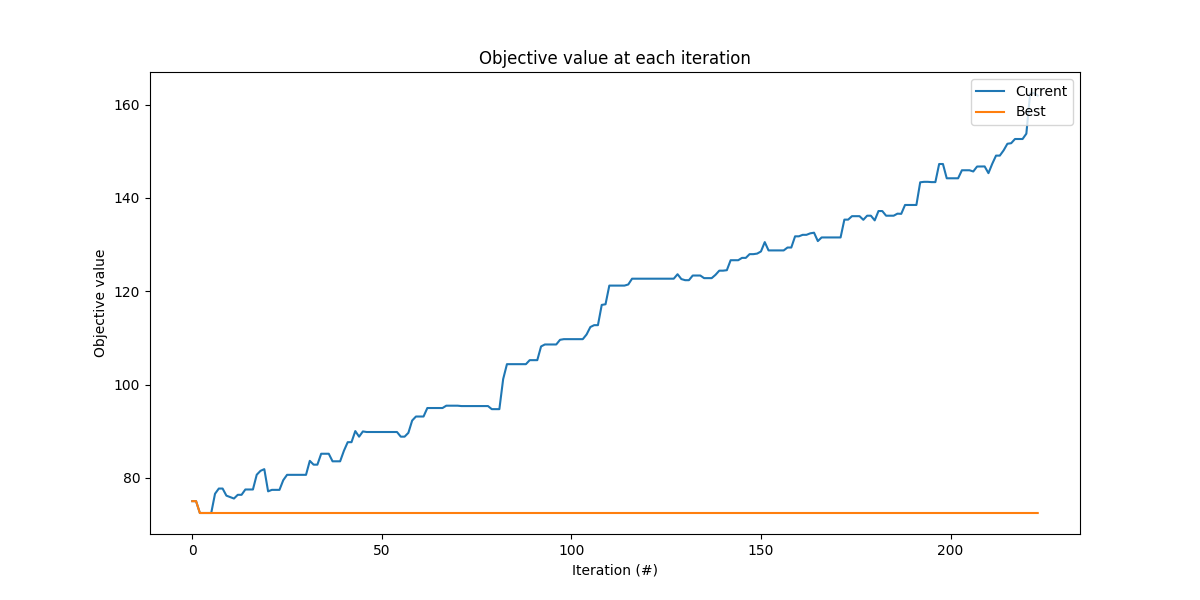 Objective value at each iteration
Current
Best
160
140
120
100
80
Objective value
0
50
100
150
200
Iteration (#)